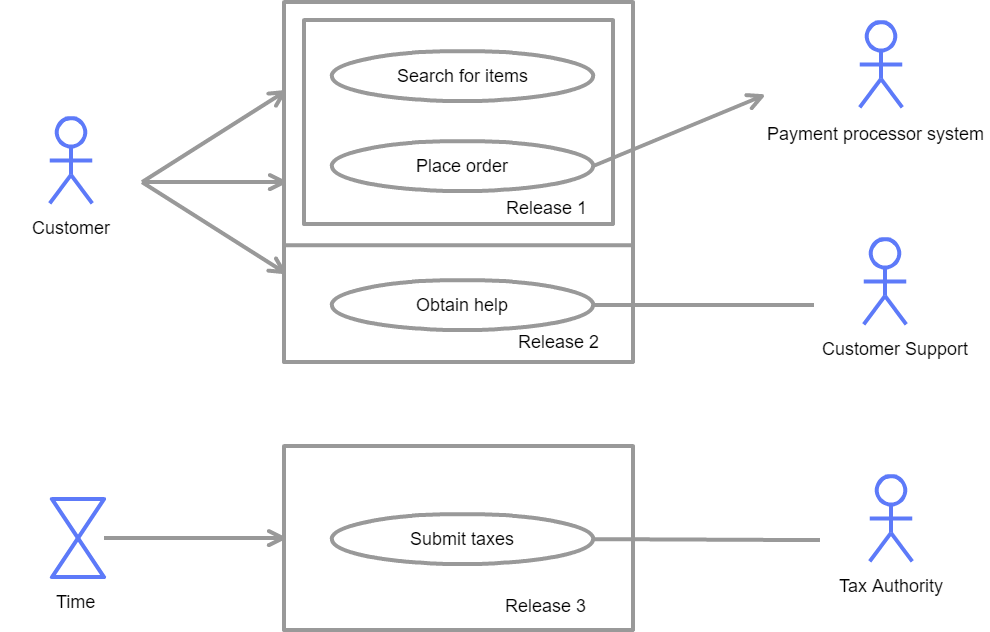 Search for items
Payment processor system
Place order
Release 1
Customer
Obtain help
Release 2
Customer Support
Submit taxes
Tax Authority
Time
Release 3